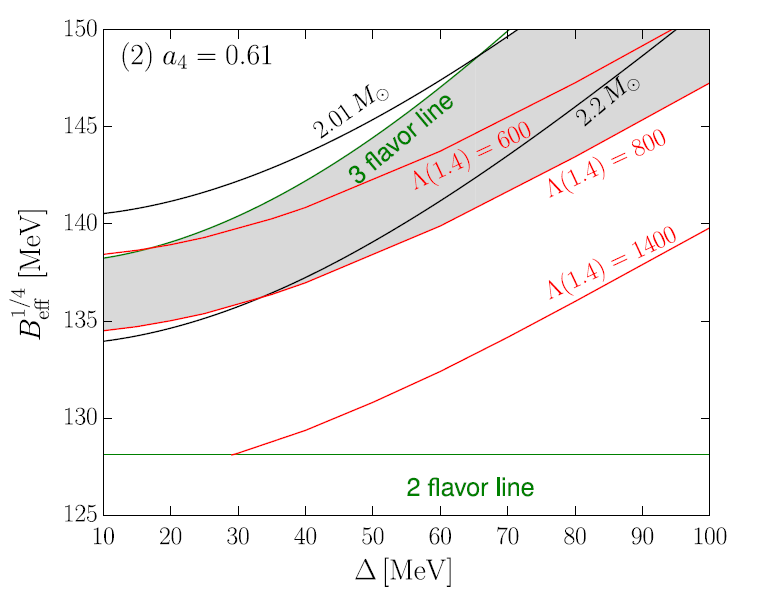 150
(2) a₄ = 0.61
2.01 M☉
3 flavor line
2.2 M☉
145
Λ(1.4) = 600
Λ(1.4) = 800
140
Λ(1.4) = 1400
135
130
2 flavor line
125
B_eff^{1/4} [MeV]
10 20 30 40 50 60 70 80 90 100
Δ [MeV]